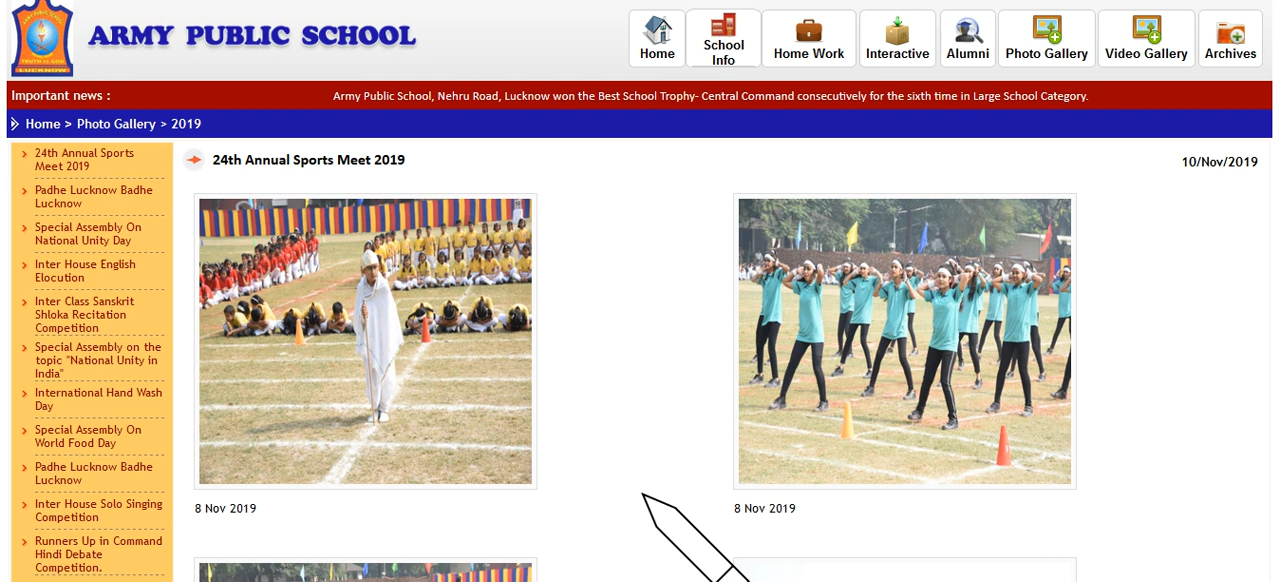 TRUTH IS GOD
LUCKNOW
ARMY PUBLIC SCHOOL
Home
School
Info
Home Work
Interactive
Alumni
Photo Gallery
Video Gallery
Archives
Important news :
Army Public School, Nehru Road, Lucknow won the Best School Trophy- Central Command consecutively for the sixth time in Large School Category.
Home > Photo Gallery > 2019
24th Annual Sports
Meet 2019
Padhe Lucknow Badhe
Lucknow
Special Assembly On
National Unity Day
Inter House English
Elocution
Inter Class Sanskrit
Shloka Recitation
Competition
Special Assembly on the
topic "National Unity in
India"
International Hand Wash
Day
Special Assembly On
World Food Day
Padhe Lucknow Badhe
Lucknow
Inter House Solo Singing
Competition
Runners Up in Command
Hindi Debate
Competition.
24th Annual Sports Meet 2019
10/Nov/2019
8 Nov 2019
8 Nov 2019